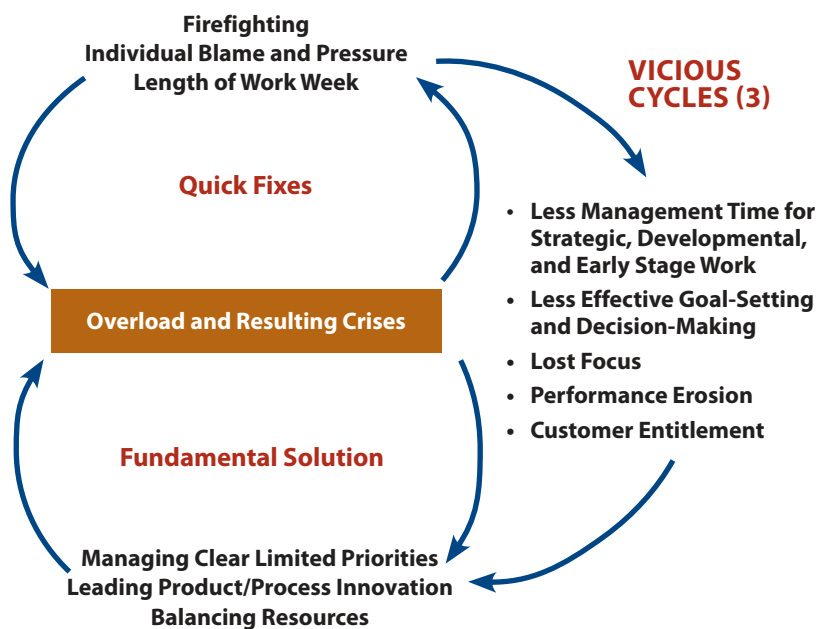 Firefighting
Individual Blame and Pressure
Length of Work Week
VICIOUS
CYCLES (3)
Quick Fixes
• Less Management Time for
Strategic, Developmental,
and Early Stage Work
• Less Effective Goal-Setting
and Decision-Making
• Lost Focus
• Performance Erosion
• Customer Entitlement
Overload and Resulting Crises
Fundamental Solution
Managing Clear Limited Priorities
Leading Product/Process Innovation
Balancing Resources